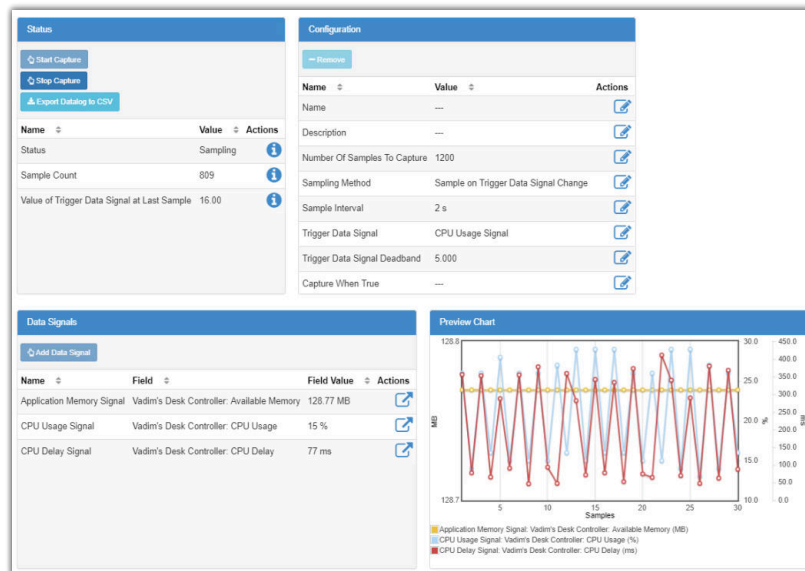 Status
Start Capture
Stop Capture
Export Datalog to CSV
Name Value Actions
Status Sampling
Sample Count 809
Value of Trigger Data Signal at Last Sample 16.00
Configuration
Remove
Name Value Actions
Name ---
Description ---
Number Of Samples To Capture 1200
Sampling Method Sample on Trigger Data Signal Change
Sample Interval 2 s
Trigger Data Signal CPU Usage Signal
Trigger Data Signal Deadband 5.000
Capture When True ---
Data Signals
Add Data Signal
Name Field Field Value Actions
Application Memory Signal Vadim's Desk Controller: Available Memory 128.77 MB
CPU Usage Signal Vadim's Desk Controller: CPU Usage 15 %
CPU Delay Signal Vadim's Desk Controller: CPU Delay 77 ms
Preview Chart
128.8
128.7
MB
30.0
25.0
20.0
15.0
10.0
%
450.0
400.0
350.0
300.0
250.0
200.0
150.0
100.0
50.0
0.0
ms
5 10 15 20 25 30
Samples
Application Memory Signal: Vadim's Desk Controller: Available Memory (MB)
CPU Usage Signal: Vadim's Desk Controller: CPU Usage (%)
CPU Delay Signal: Vadim's Desk Controller: CPU Delay (ms)